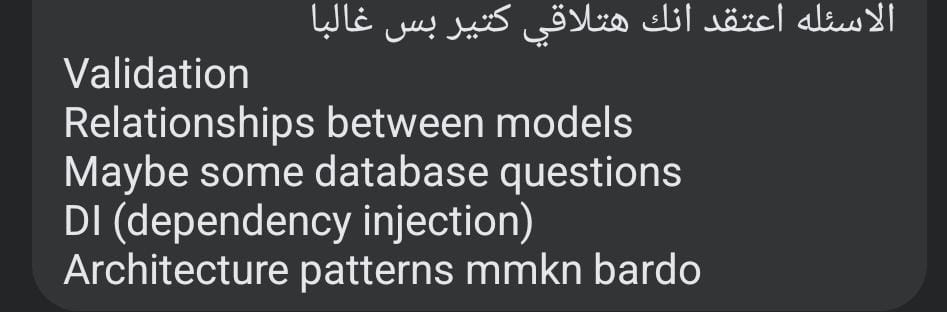 الاسئله اعتقد انك هتلاقي كتير بس غالبا
Validation
Relationships between models
Maybe some database questions
DI (dependency injection)
Architecture patterns mmkn bardo